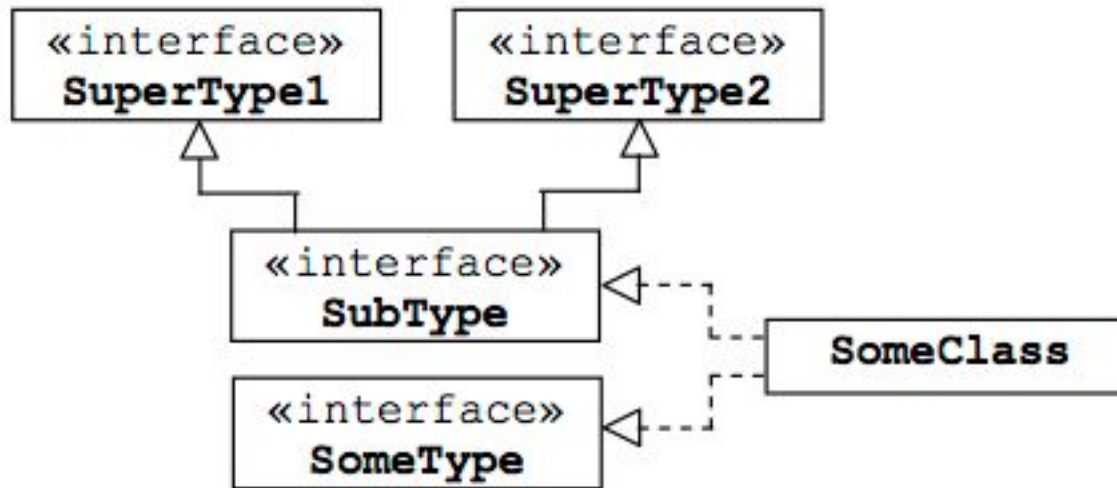 «interface»
SuperType1
«interface»
SuperType2
«interface»
SubType
SomeClass
«interface»
SomeType